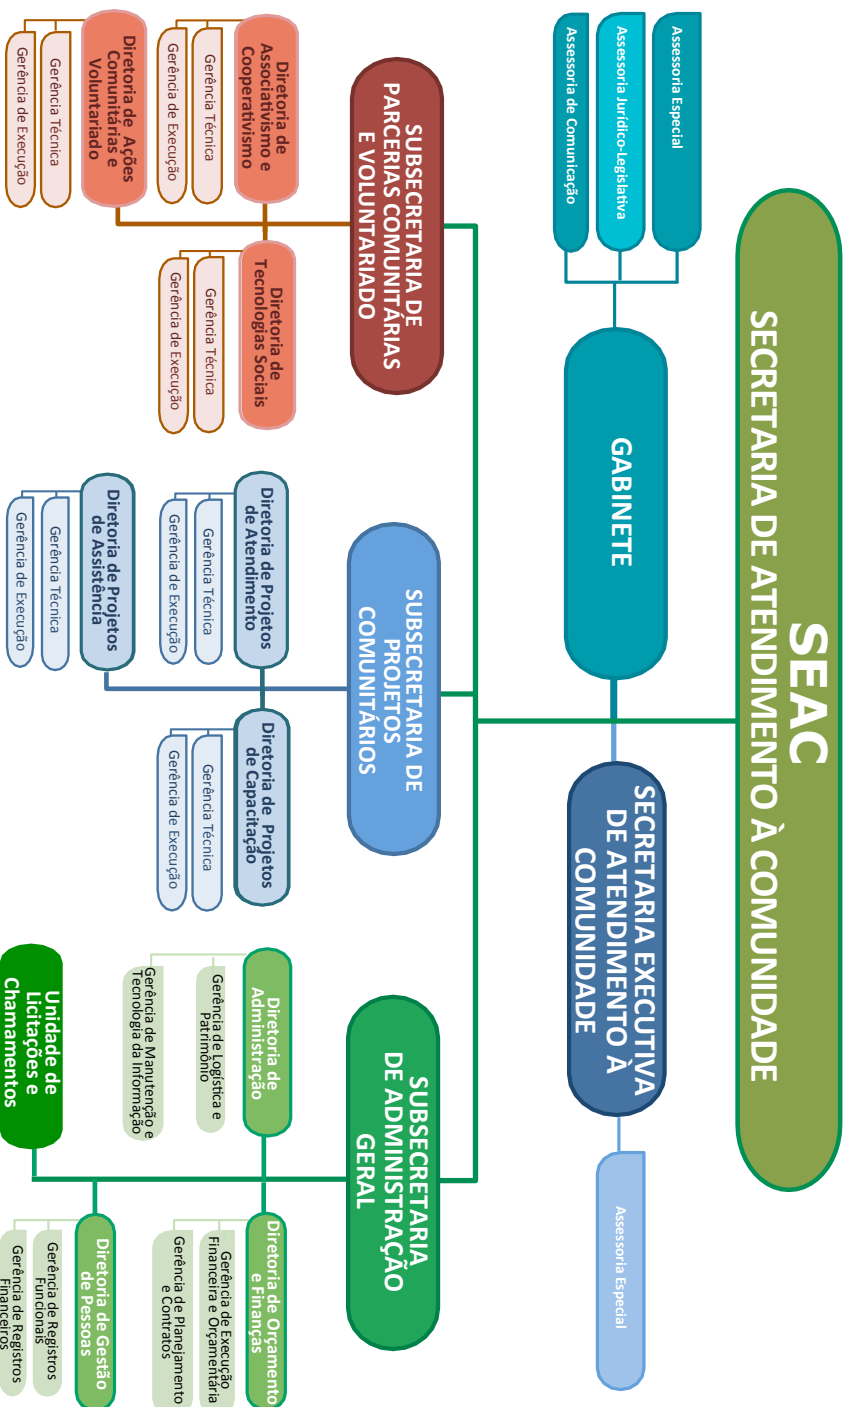 SEAC
SECRETARIA DE ATENDIMENTO À COMUNIDADE
GABINETE
Assessoria Especial
Assessoria Jurídico-Legislativa
Assessoria de Comunicação
SECRETARIA EXECUTIVA
DE ATENDIMENTO À
COMUNIDADE
Assessoria Especial
SUBSECRETARIA DE
PARCERIAS COMUNITÁRIAS
E VOLUNTARIADO
Diretoria de
Associativismo e
Cooperativismo
Gerência Técnica
Gerência de Execução
Diretoria de
Tecnologias Sociais
Gerência Técnica
Gerência de Execução
Diretoria de  Ações
Comunitárias e
Voluntariado
Gerência Técnica
Gerência de Execução
SUBSECRETARIA DE
PROJETOS
COMUNITÁRIOS
Diretoria de Projetos
de Atendimento
Gerência Técnica
Gerência de Execução
Diretoria de  Projetos
de Capacitação
Gerência Técnica
Gerência de Execução
Diretoria de Projetos
de Assistência
Gerência Técnica
Gerência de Execução
SUBSECRETARIA
DE ADMINISTRAÇÃO
GERAL
Diretoria de
Administração
Gerência de Logística e
Patrimônio
Gerência de Manutenção e
Tecnologia da Informação
Diretoria de Orçamento
e Finanças
Gerência de Execução
Financeira e Orçamentária
Gerência de Planejamento
e Contratos
Unidade de
Licitações e
Chamamentos
Diretoria de Gestão
de Pessoas
Gerência de Registros
Funcionais
Gerência de Registros
Financeiros